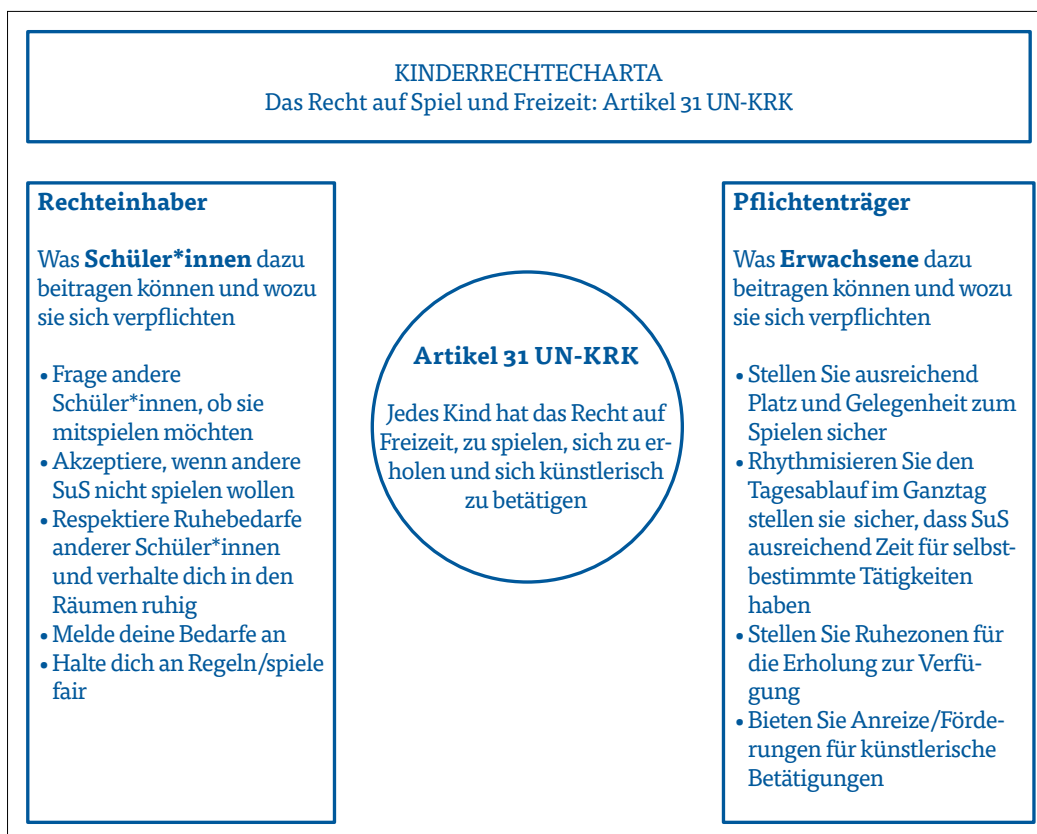 KINDERRECHTECHARTA
Das Recht auf Spiel und Freizeit: Artikel 31 UN-KRK
Rechteinhaber
Was Schüler*innen dazu
beitragen können und wozu
sie sich verpflichten
• Frage andere
Schüler*innen, ob sie
mitspielen möchten
• Akzeptiere, wenn andere
SuS nicht spielen wollen
• Respektiere Ruhebedarfe
anderer Schüler*innen
und verhalte dich in den
Räumen ruhig
• Melde deine Bedarfe an
• Halte dich an Regeln/spiele
fair
Artikel 31 UN-KRK
Jedes Kind hat das Recht auf
Freizeit, zu spielen, sich zu er-
holen und sich künstlerisch
zu betätigen
Pflichtenträger
Was Erwachsene dazu
beitragen können und wozu
sie sich verpflichten
• Stellen Sie ausreichend
Platz und Gelegenheit zum
Spielen sicher
• Rhythmisieren Sie den
Tagesablauf im Ganztag
stellen sie sicher, dass SuS
ausreichend Zeit für selbst-
bestimmte Tätigkeiten
haben
• Stellen Sie Ruhezonen für
die Erholung zur Verfü-
gung
• Bieten Sie Anreize/Förde-
rungen für künstlerische
Betätigungen